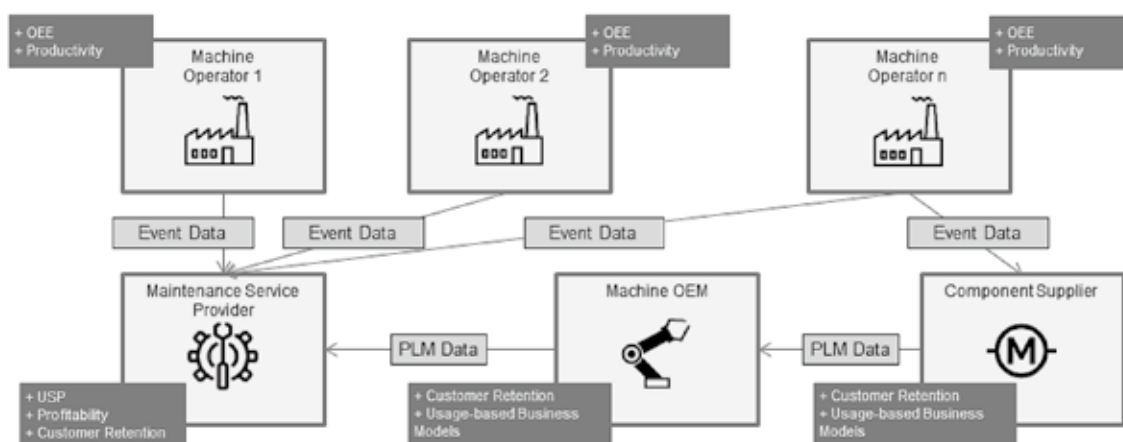 + OEE
+ Productivity
Machine
Operator 1
Machine
Operator 2
+ OEE
+ Productivity
Machine
Operator n
+ OEE
+ Productivity
Event Data
Event Data
Event Data
Event Data
Maintenance Service
Provider
Machine OEM
Component Supplier
M
PLM Data
PLM Data
+ USP
+ Profitability
+ Customer Retention
+ Customer Retention
+ Usage-based Business
Models
+ Customer Retention
+ Usage-based Business
Models